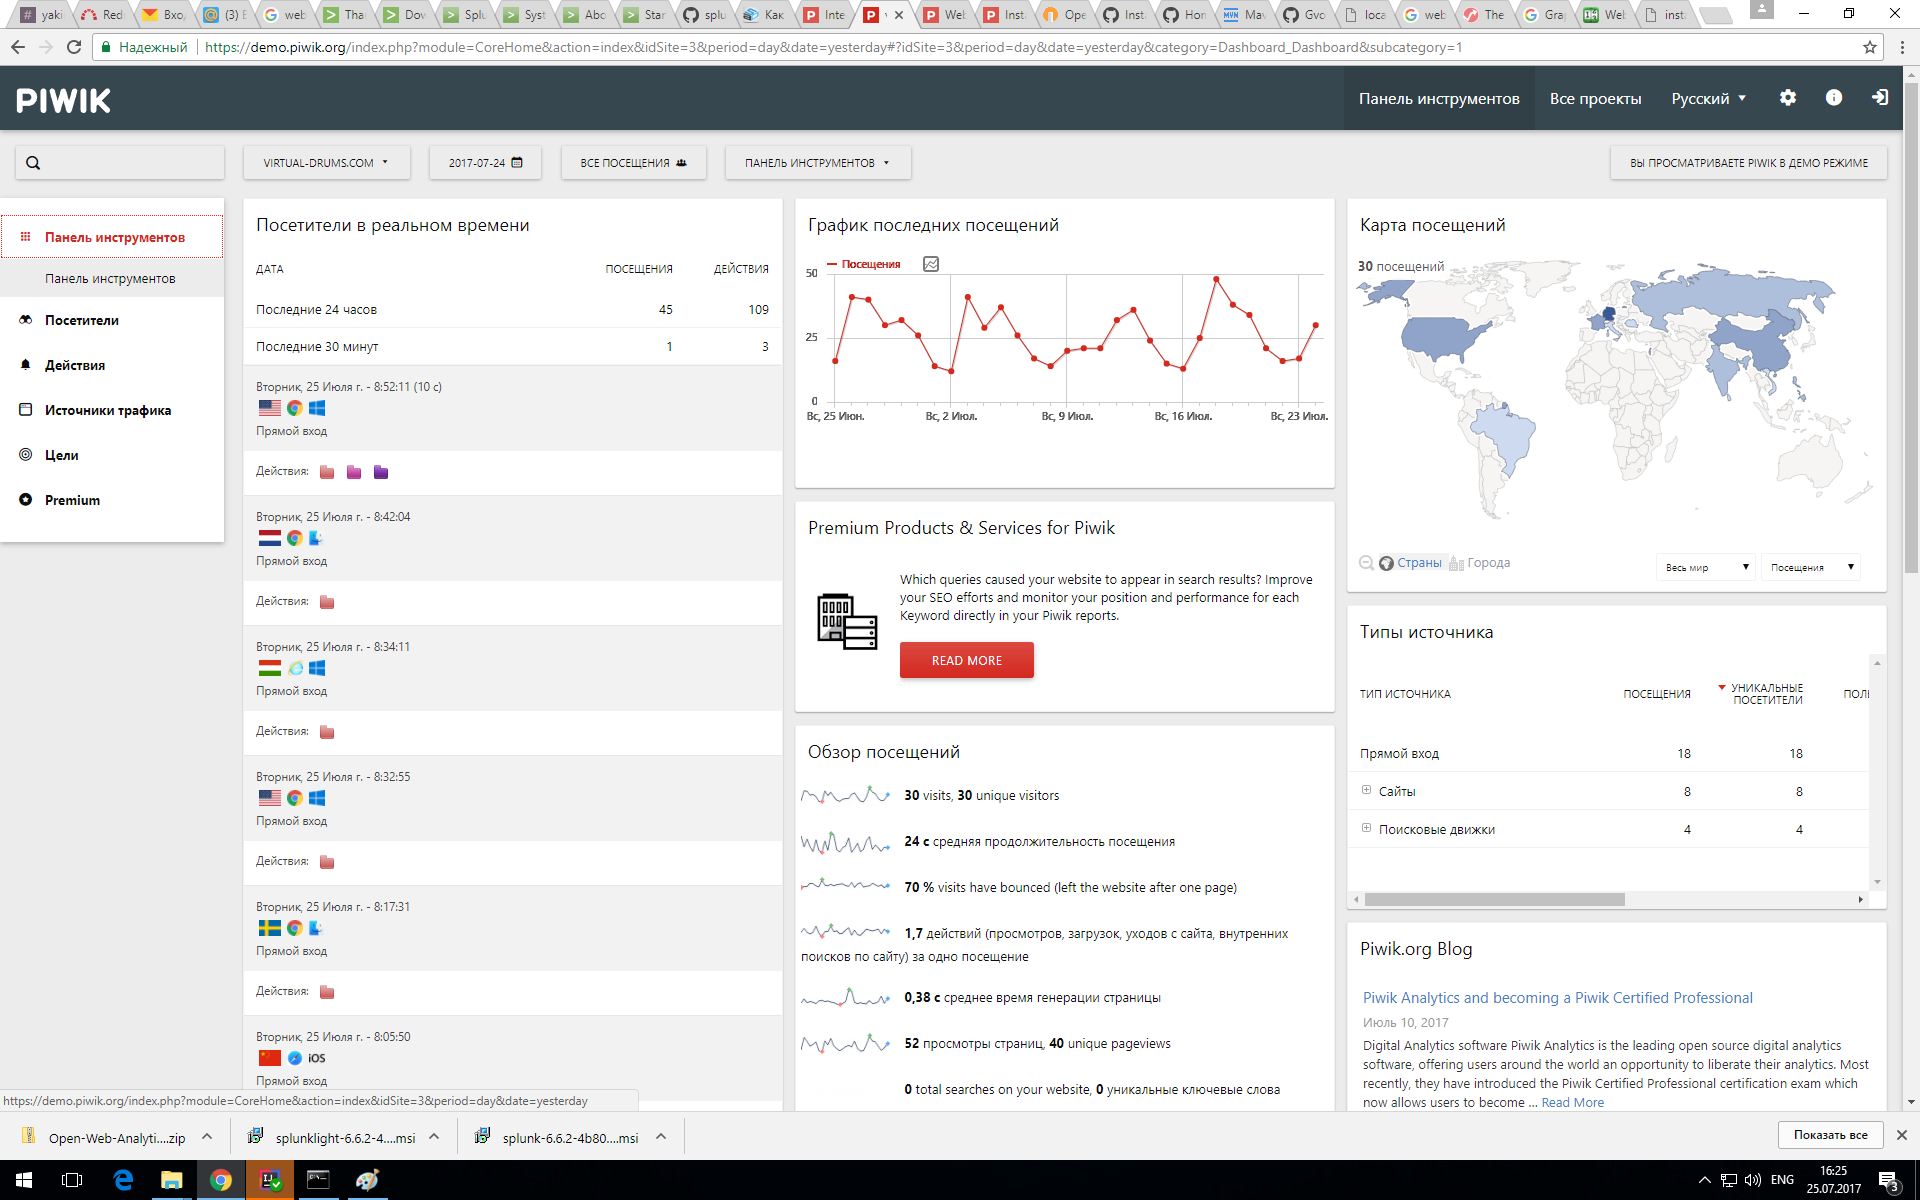 yaki
Red
Вхо,
(3) Е
web
Tha
Dov
Splu
Syst
Abo
Star
splu
Как
Inte
Web
Inst
Ope
Inst
Hon
Mav
Gvo
loca
web
The
Gra
Web
inst
Надежный
https://demo.piwik.org/index.php?module=CoreHome&action=index&idSite=3&period=day&date=yesterday#?idSite=3&period=day&date=yesterday&category=Dashboard_Dashboard&subcategory=1
PIWIK
Панель инструментов
Все проекты
Русский
VIRTUAL-DRUMS.COM
2017-07-24
ВСЕ ПОСЕЩЕНИЯ
ПАНЕЛЬ ИНСТРУМЕНТОВ
ВЫ ПРОСМАТРИВАЕТЕ PIWIK В ДЕМО РЕЖИМЕ
Панель инструментов
Панель инструментов
Посетители
Действия
Источники трафика
Цели
Premium
Посетители в реальном времени
ДАТА ПОСЕЩЕНИЯ ДЕЙСТВИЯ
Последние 24 часов 45 109
Последние 30 минут 1 3
Вторник, 25 Июля г. - 8:52:11 (10 с)
Прямой вход
Действия:
Вторник, 25 Июля г. - 8:42:04
Прямой вход
Действия:
Вторник, 25 Июля г. - 8:34:11
Прямой вход
Действия:
Вторник, 25 Июля г. - 8:32:55
Прямой вход
Действия:
Вторник, 25 Июля г. - 8:17:31
Прямой вход
Действия:
Вторник, 25 Июля г. - 8:05:50
iOS
Прямой вход
График последних посещений
Посещения
50
25
0
Вс, 25 Июн. Вс, 2 Июл. Вс, 9 Июл. Вс, 16 Июл. Вс, 23 Июл.
Premium Products & Services for Piwik
Which queries caused your website to appear in search results? Improve
your SEO efforts and monitor your position and performance for each
Keyword directly in your Piwik reports.
READ MORE
Обзор посещений
30 visits, 30 unique visitors
24 с средняя продолжительность посещения
70 % visits have bounced (left the website after one page)
1,7 действий (просмотров, загрузок, уходов с сайта, внутренних
поисков по сайту) за одно посещение
0,38 с среднее время генерации страницы
52 просмотры страниц, 40 unique pageviews
0 total searches on your website, 0 уникальные ключевые слова
Карта посещений
30 посещений
Страны
Города
Весь мир
Посещения
Типы источника
ТИП ИСТОЧНИКА ПОСЕЩЕНИЯ УНИКАЛЬНЫЕ ПОЛ
ПОСЕТИТЕЛИ
Прямой вход 18 18
Сайты 8 8
Поисковые движки 4 4
Piwik.org Blog
Piwik Analytics and becoming a Piwik Certified Professional
Июль 10, 2017
Digital Analytics software Piwik Analytics is the leading open source digital analytics
software, offering users around the world an opportunity to liberate their analytics. Most
recently, they have introduced the Piwik Certified Professional certification exam which
now allows users to become ... Read More
https://demo.piwik.org/index.php?module=CoreHome&action=index&idSite=3&period=day&date=yesterday
Open-Web-Analyti....zip
splunklight-6.6.2-4....msi
splunk-6.6.2-4b80....msi
Показать все
ENG
16:25
25.07.2017
3